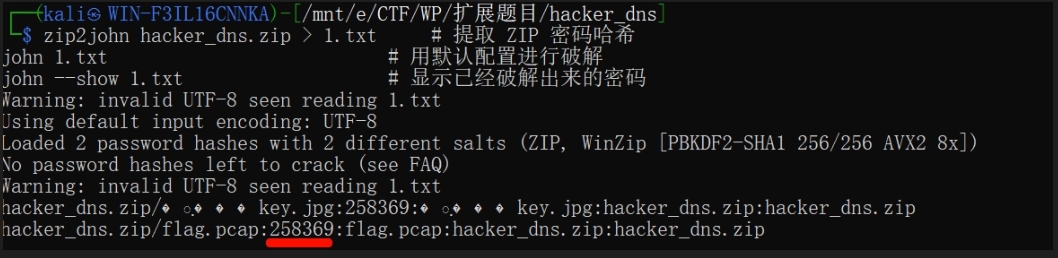 (kali㉿WIN-F3IL16CNNKA)-[/mnt/e/CTF/WP/扩展题目/hacker_dns]
$ zip2john hacker_dns.zip > 1.txt # 提取 ZIP 密码哈希
john 1.txt # 用默认配置进行破解
john --show 1.txt # 显示已经破解出来的密码
Warning: invalid UTF-8 seen reading 1.txt
Using default input encoding: UTF-8
Loaded 2 password hashes with 2 different salts (ZIP, WinZip [PBKDF2-SHA1 256/256 AVX2 8x])
No password hashes left to crack (see FAQ)
Warning: invalid UTF-8 seen reading 1.txt
hacker_dns.zip/� � � � key.jpg:258369:� � � � key.jpg:hacker_dns.zip:hacker_dns.zip
hacker_dns.zip/flag.pcap:258369:flag.pcap:hacker_dns.zip:hacker_dns.zip